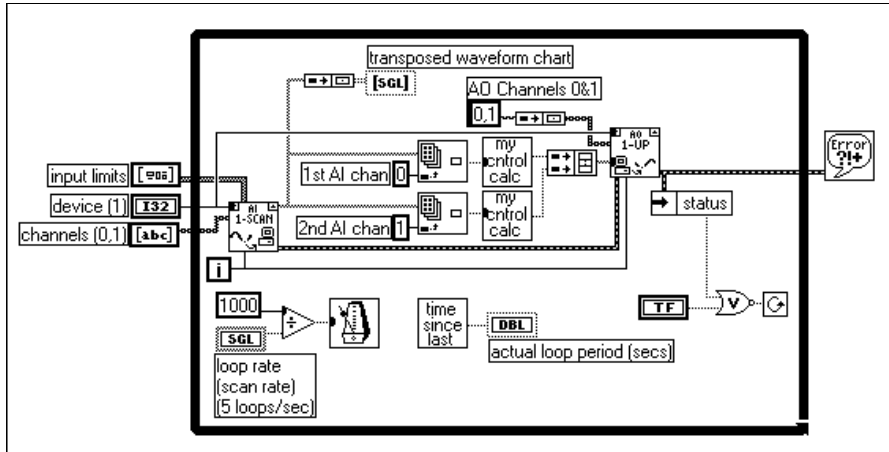 transposed waveform chart
[SGL]
AO Channels 0&1
0,1
AO
1-UP
my
cntrol
calc
1st AI chan 0
my
cntrol
calc
2nd AI chan 1
Error
?!+
input limits
device (1) I32
channels (0,1) [abc]
AI
1-SCAN
status
i
1000
÷
SGL
loop rate
(scan rate)
(5 loops/sec)
time
since
last
DBL
actual loop period (secs)
TF
V